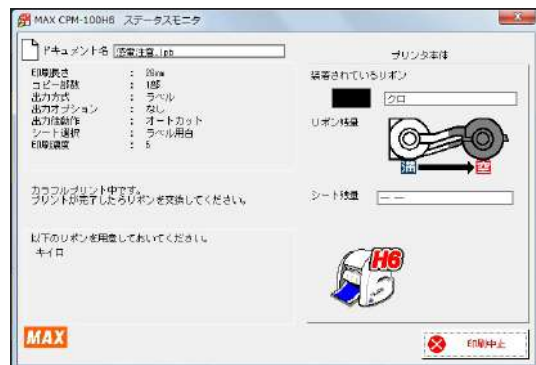 MAX CPM-100H6 ステータスモニタ
ドキュメント名 感電注意.lpb
印刷長さ : 26mm
コピー部数 : 1部
出力方式 : ラベル
出力オプション : なし
出力後動作 : オートカット
シート選択 : ラベル用白
印刷濃度 : 5
カラフルプリント中です。
プリントが完了したらリボンを交換してください。
以下のリボンを用意しておいてください。
キイロ
プリンタ本体
装着されているリボン
クロ
リボン残量
満
空
シート残量 -- --
H6
MAX
印刷中止